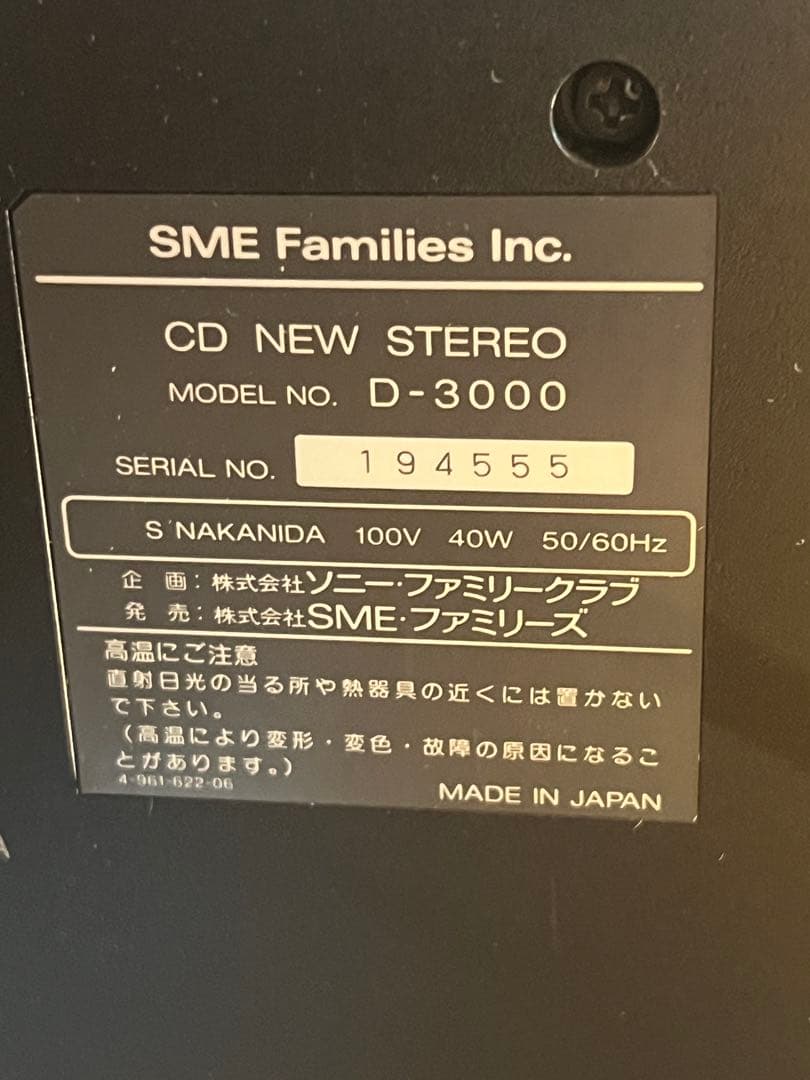 SME Families Inc.
CD NEW STEREO
MODEL NO. D-3000
SERIAL NO. 194555
S NAKANIDA 100V 40W 50/60Hz
企 画：株式会社ソニー・ファミリークラブ
発 売：株式会社SME・ファミリーズ
高温にご注意
直射日光の当る所や熱器具の近くには置かない
で下さい。
（高温により変形・変色・故障の原因になるこ
とがあります。）
4-961-622-06
MADE IN JAPAN